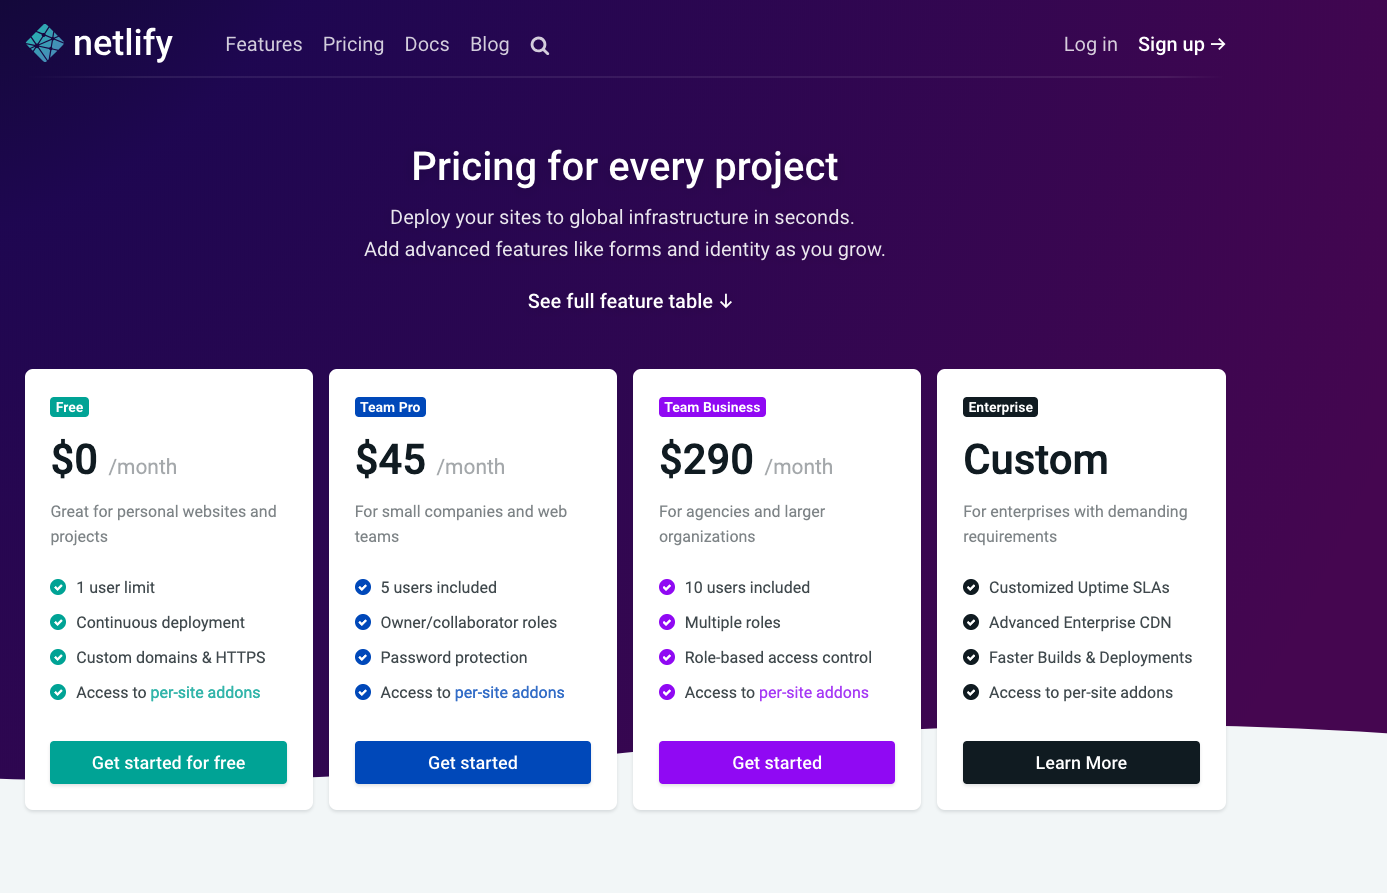 netlify
Features Pricing Docs Blog
Log in Sign up →
Pricing for every project
Deploy your sites to global infrastructure in seconds.
Add advanced features like forms and identity as you grow.
See full feature table ↓
Free
$0 /month
Great for personal websites and
projects
1 user limit
Continuous deployment
Custom domains & HTTPS
Access to per-site addons
Get started for free
Team Pro
$45 /month
For small companies and web
teams
5 users included
Owner/collaborator roles
Password protection
Access to per-site addons
Get started
Team Business
$290 /month
For agencies and larger
organizations
10 users included
Multiple roles
Role-based access control
Access to per-site addons
Get started
Enterprise
Custom
For enterprises with demanding
requirements
Customized Uptime SLAs
Advanced Enterprise CDN
Faster Builds & Deployments
Access to per-site addons
Learn More